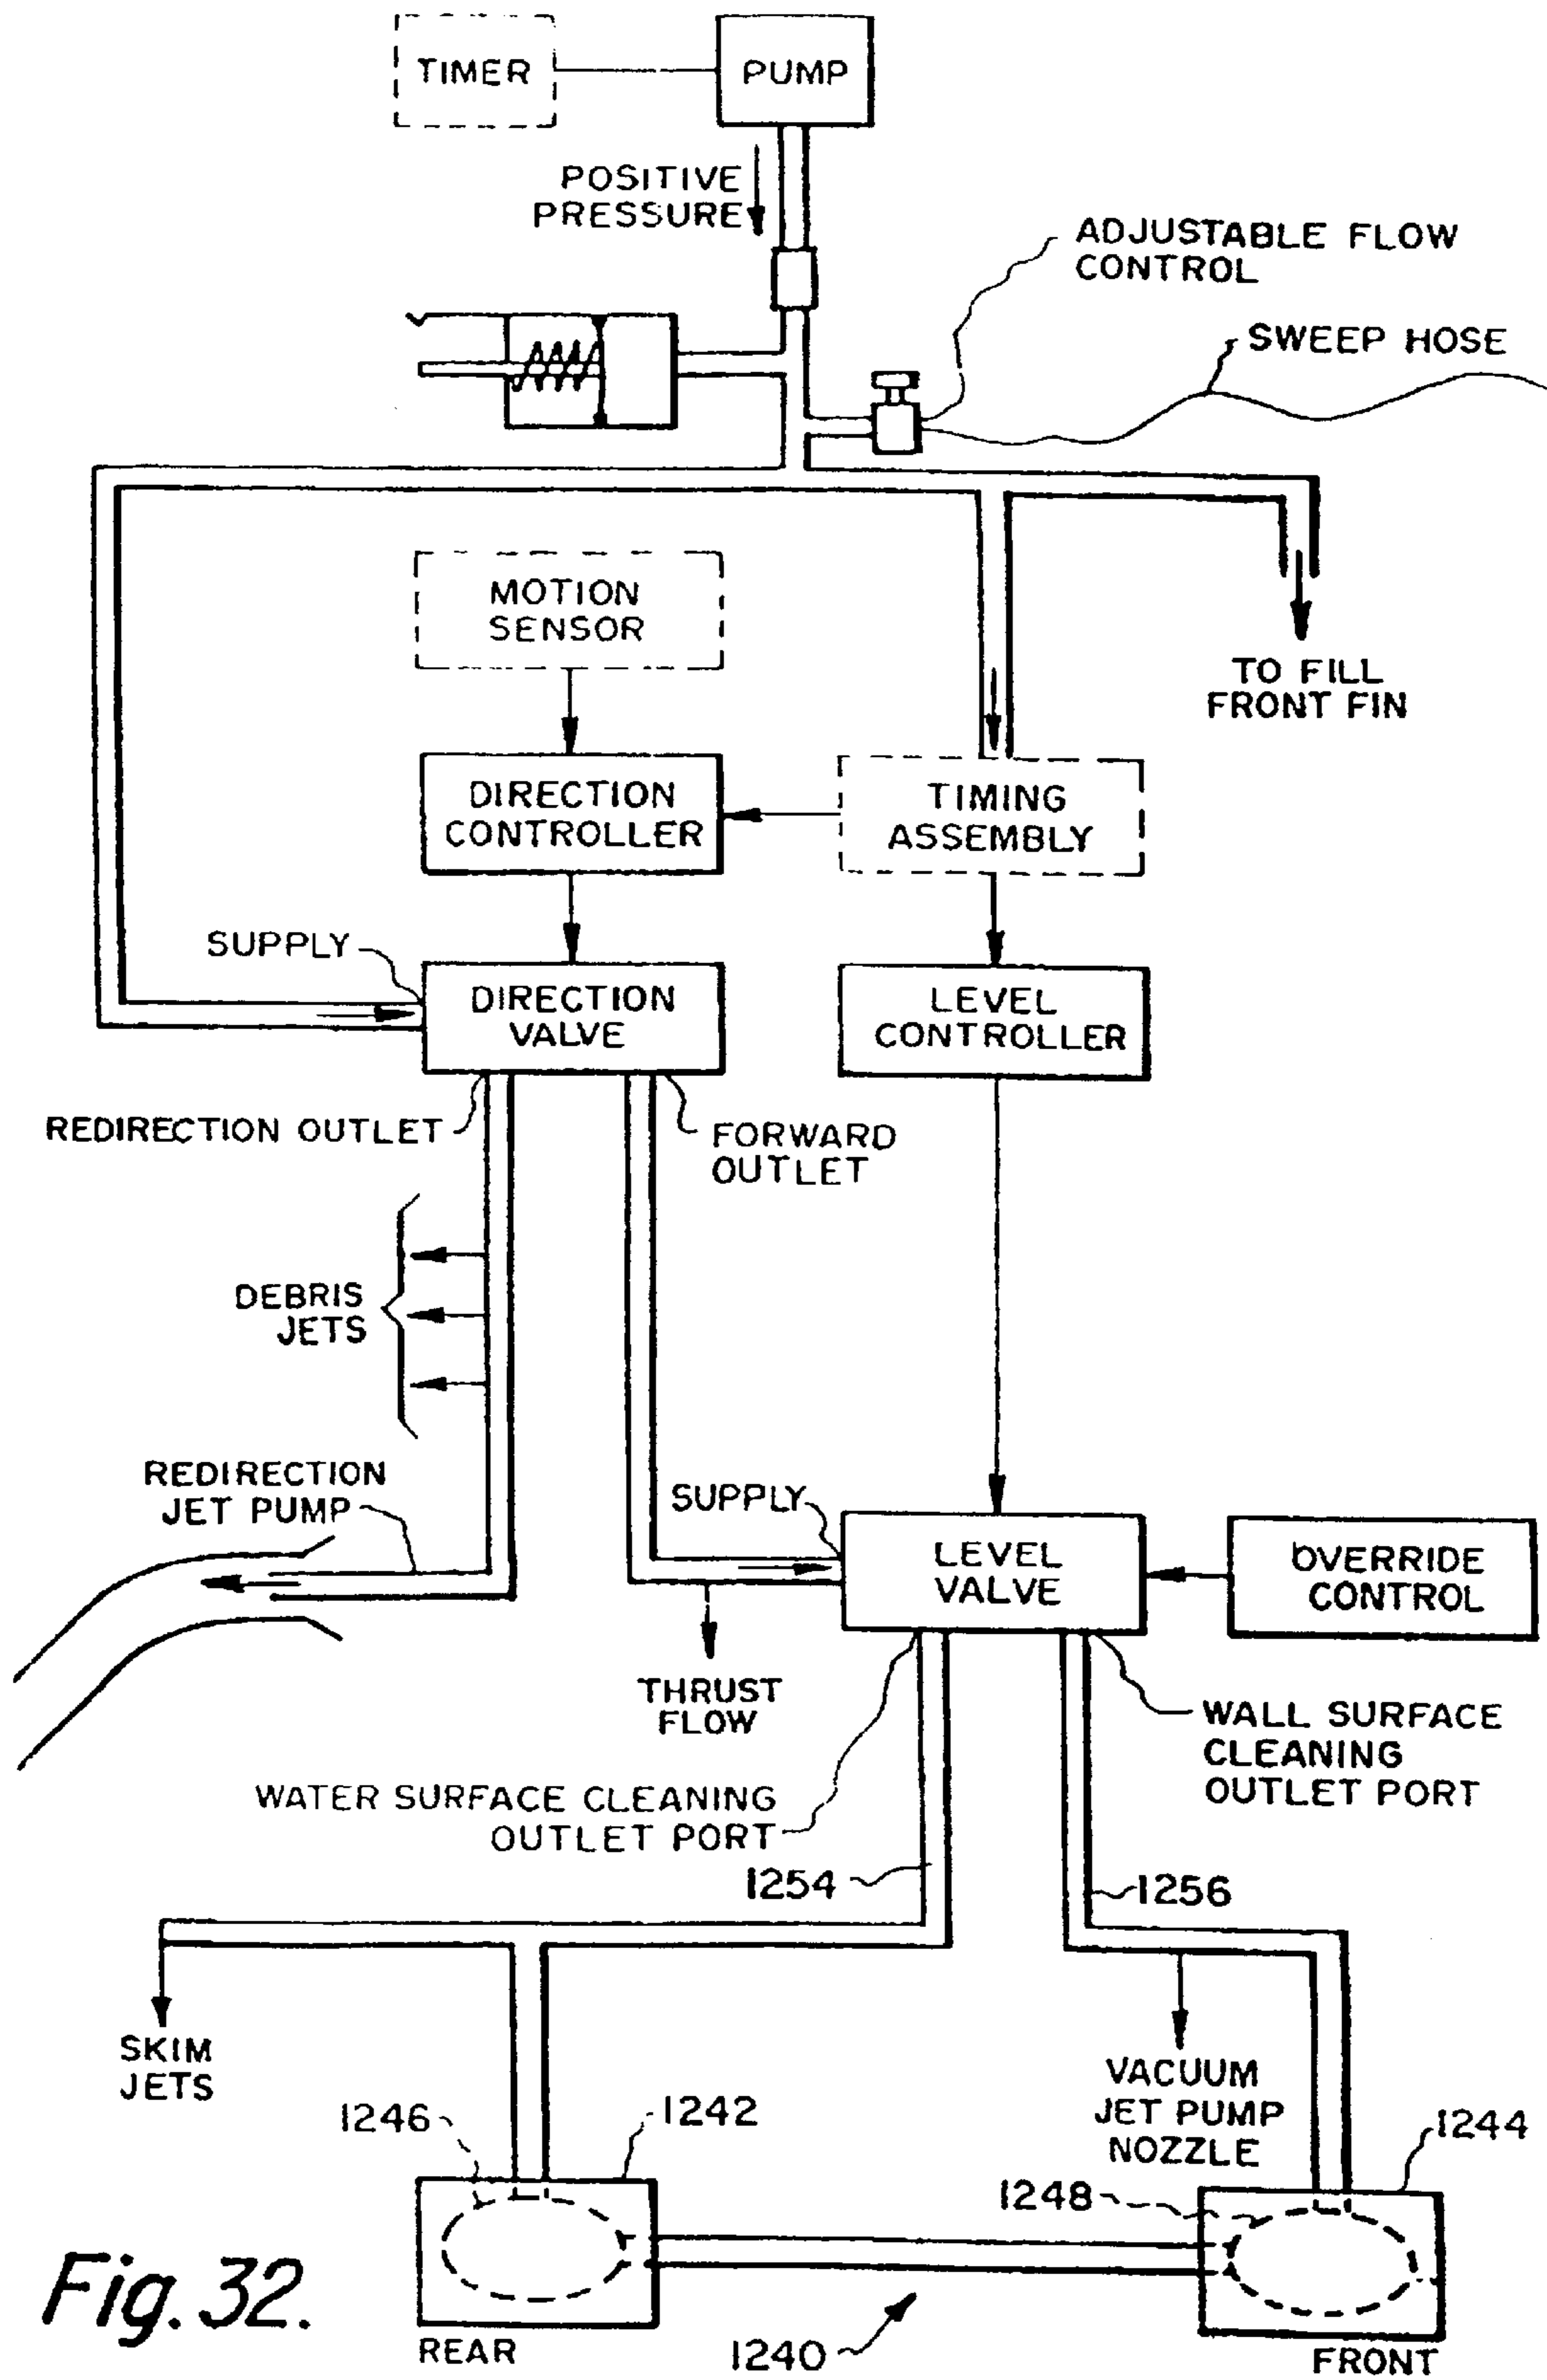 TIMER
PUMP
POSITIVE
PRESSURE
ADJUSTABLE FLOW
CONTROL
SWEEP HOSE
MOTION
SENSOR
TO FILL
FRONT FIN
DIRECTION
CONTROLLER
TIMING
ASSEMBLY
SUPPLY
DIRECTION
VALVE
LEVEL
CONTROLLER
REDIRECTION OUTLET
FORWARD
OUTLET
DEBRIS
JETS
REDIRECTION
JET PUMP
SUPPLY
LEVEL
VALVE
OVERRIDE
CONTROL
THRUST
FLOW
WALL SURFACE
CLEANING
OUTLET PORT
WATER SURFACE CLEANING
OUTLET PORT
1254
1256
SKIM
JETS
VACUUM
JET PUMP
NOZZLE
1246
1242
1244
1248
Fig. 32.
REAR
1240
FRONT